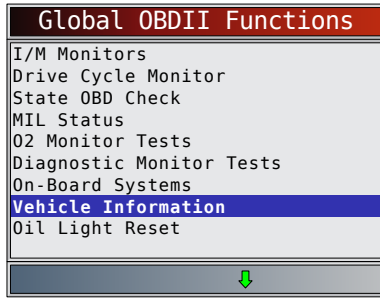 Global OBDII Functions
I/M Monitors
Drive Cycle Monitor
State OBD Check
MIL Status
O2 Monitor Tests
Diagnostic Monitor Tests
On-Board Systems
Vehicle Information
Oil Light Reset